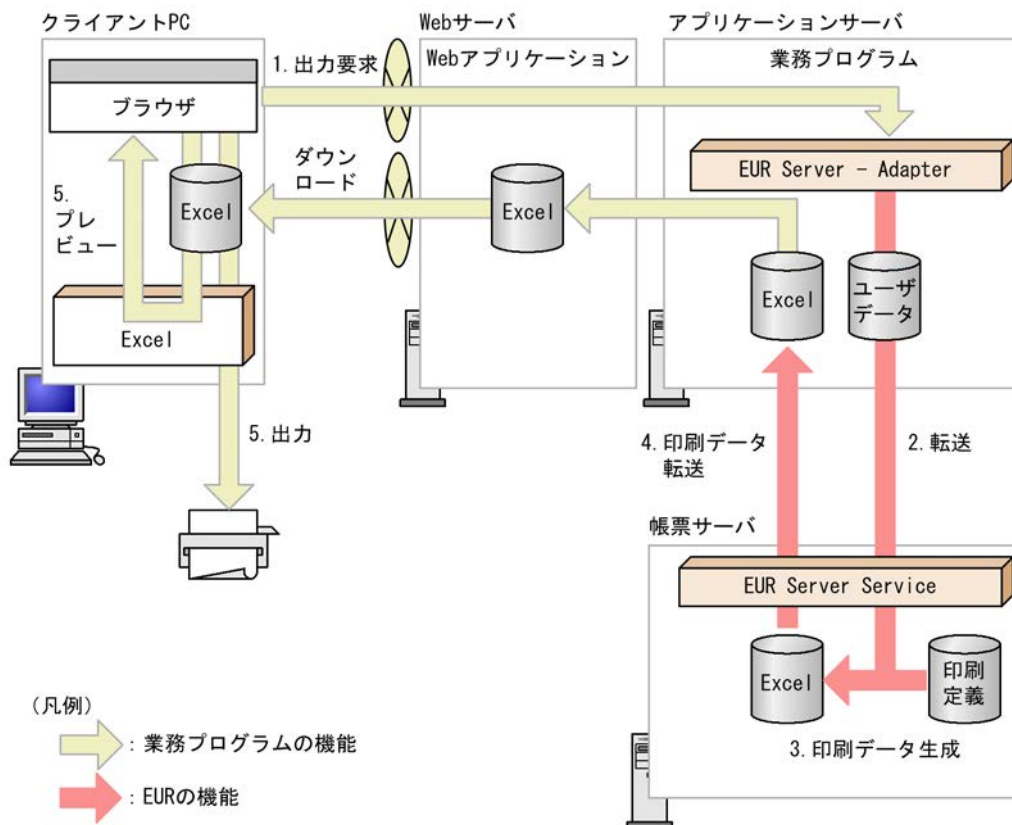 クライアントPC
Webサーバ
アプリケーションサーバ
1. 出力要求
Webアプリケーション
業務プログラム
ブラウザ
ダウン
ロード
EUR Server − Adapter
5.
プレ
ビュー
Excel
Excel
Excel
ユーザ
データ
Excel
5. 出力
4. 印刷データ
転送
2. 転送
帳票サーバ
EUR Server Service
Excel
印刷
定義
3. 印刷データ生成
（凡例）
：業務プログラムの機能
：EURの機能